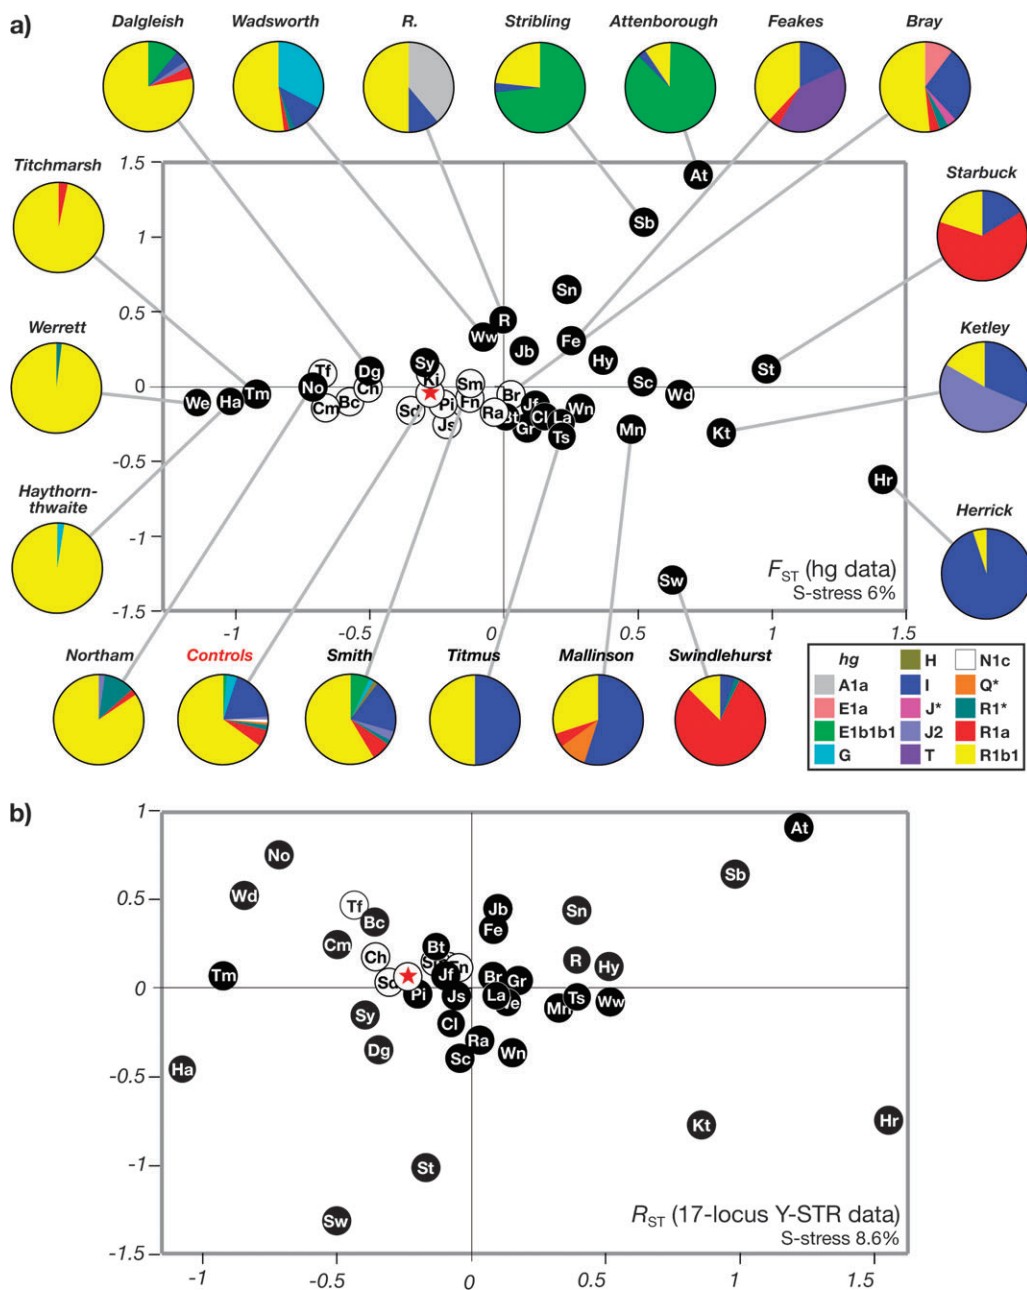 a)
Dalgleish Wadsworth R. Stribling Attenborough Feakes Bray
Titchmarsh
Starbuck
Werrett
Ketley
Haythorn-
thwaite
Herrick
1.5
1
0.5
0
-0.5
-1
-1.5
At
Sb
Sn
R
Ww
Fe
Jb
Hy
Sy
Tf
Dg
Ki
St
No
Ch
Sm
Sc
Wd
We
Ha
Tm
Cm
Bc
Sd
Pi
Fn
Br
Jf
Ra
Bt
Cl
La
Wn
Js
Gr
Ts
Mn
Kt
Hr
Sw
FST (hg data)
S-stress 6%
-1 -0.5 0 0.5 1 1.5
Northam Controls Smith Titmus Mallinson Swindlehurst
hg H N1c
A1a I Q*
E1a J* R1*
E1b1b1 J2 R1a
G T R1b1
b)
1
0.5
0
-0.5
-1
-1.5
At
No
Sb
Wd
Tf
Bc
Jb
Sn
Fe
Cm
Bt
Ch
R
Hy
Tm
Sd
Jf
Br
Gr
Pi
Js
La
Mn
Ts
Ww
Sy
Cl
Dg
Ra
Sc
Wn
Ha
Kt
Hr
St
Sw
RST (17-locus Y-STR data)
S-stress 8.6%
-1 -0.5 0 0.5 1 1.5